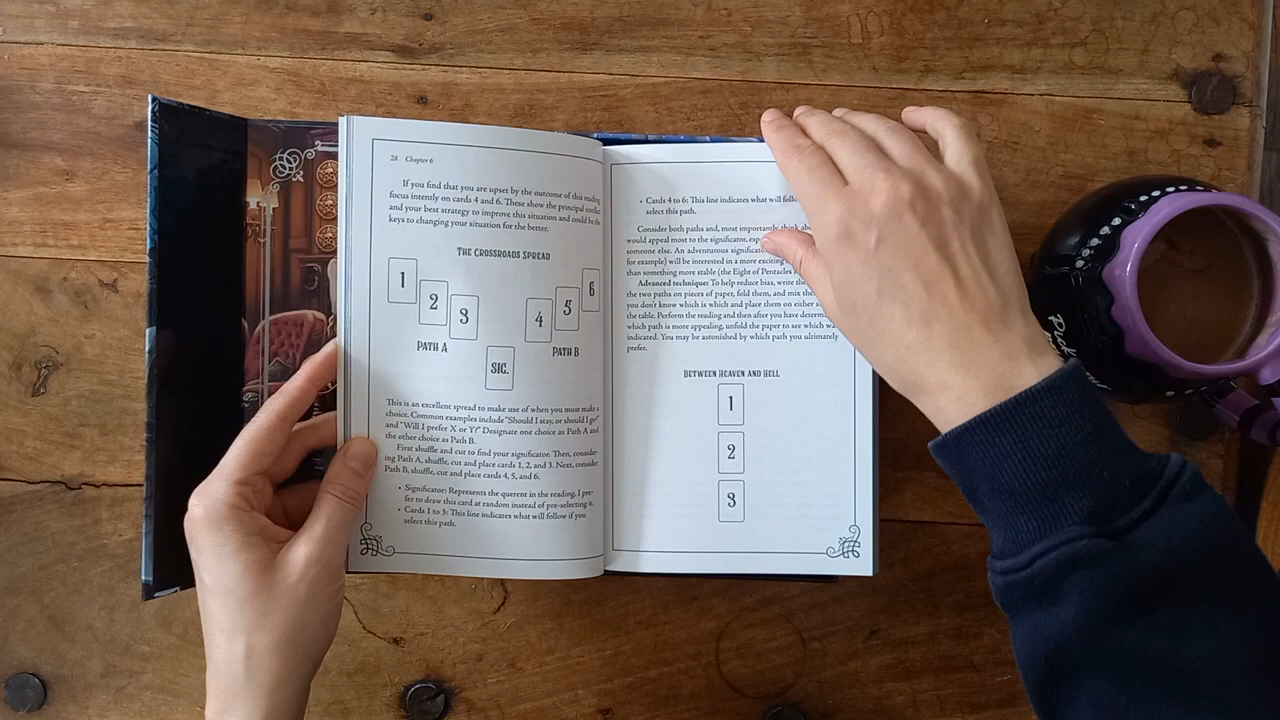 28 Chapter 6
If you find that you are upset by the outcome of this reading,
focus intently on cards 4 and 6. These show the principal conflict
and your best strategy to improve this situation and could be the
keys to changing your situation for the better.
The Crossroads Spread
1
2
3
4
5
6
Path A
Path B
Sig.
This is an excellent spread to make use of when you must make a
choice. Common examples include "Should I stay, or should I go?"
and "Will I prefer X or Y?" Designate one choice as Path A and
the other choice as Path B.
First shuffle and cut to find your significator. Then, consider-
ing Path A, shuffle, cut and place cards 1, 2, and 3. Next, consider
Path B, shuffle, cut and place cards 4, 5, and 6.
• Significator: Represents the querent in the reading. I pre-
fer to draw this card at random instead of pre-selecting it.
• Cards 1 to 3: This line indicates what will follow if you
select this path.
• Cards 4 to 6: This line indicates what will follo
select this path.
Consider both paths and, most importantly, think abo
would appeal most to the significator, esp
someone else. An adventurous significato
for example) will be interested in a more exciting
than something more stable (the Eight of Pentacles
Advanced technique: To help reduce bias, write the
the two paths on pieces of paper, fold them, and mix the
you don't know which is which and place them on either s
the table. Perform the reading and then after you have determ
which path is more appealing, unfold the paper to see which wa
indicated. You may be astonished by which path you ultimately
prefer.
Between Heaven and Hell
1
2
3